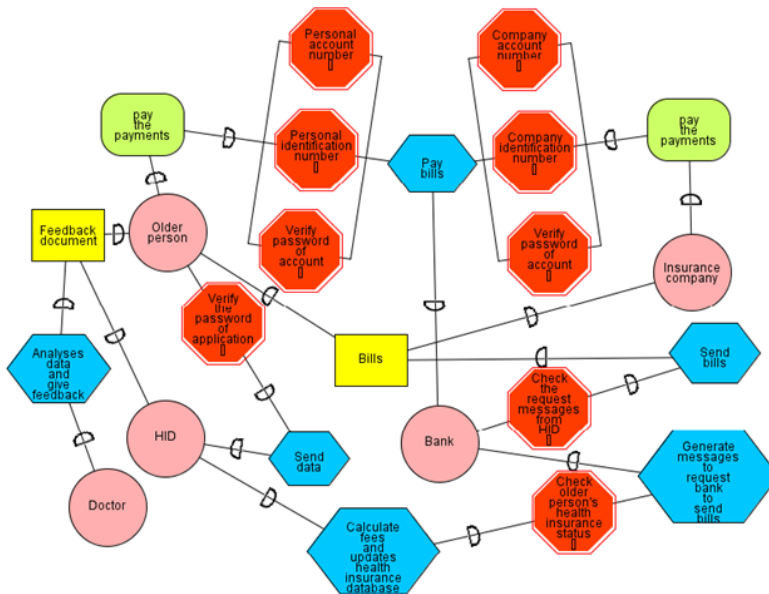 Personal
account
number
Company
account
number
pay
the
payments
Personal
identification
number
Pay
bills
Company
identification
number
pay
the
payments
Feedback
document
Older
person
Verify
password
of
account
Verify
password
of
account
Insurance
company
Verify
the
password
of
application
Analyses
data
and
give
feedback
Bills
Send
bills
Check
the
request
messages
from
HID
HID
Send
data
Bank
Generate
messages
to
request
bank
to
send
bills
Doctor
Calculate
fees
and
updates
health
insurance
database
Check
older
person's
health
insurance
status